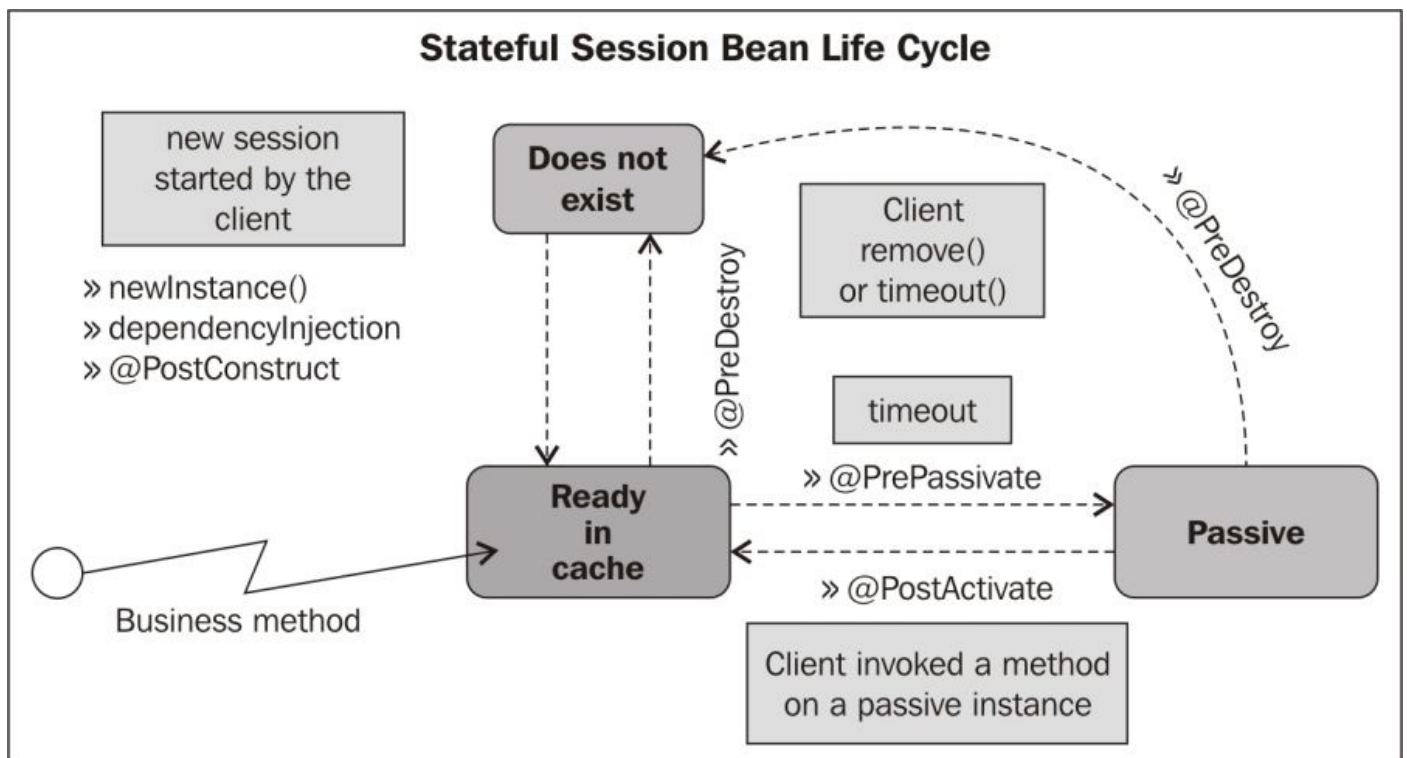 Stateful Session Bean Life Cycle
new session
started by the
client
» newInstance()
» dependencyInjection
» @PostConstruct
Does not
exist
» @PreDestroy
Client
remove()
or timeout()
» @PreDestroy
timeout
» @PrePassivate
Ready
in
cache
Passive
» @PostActivate
Business method
Client invoked a method
on a passive instance